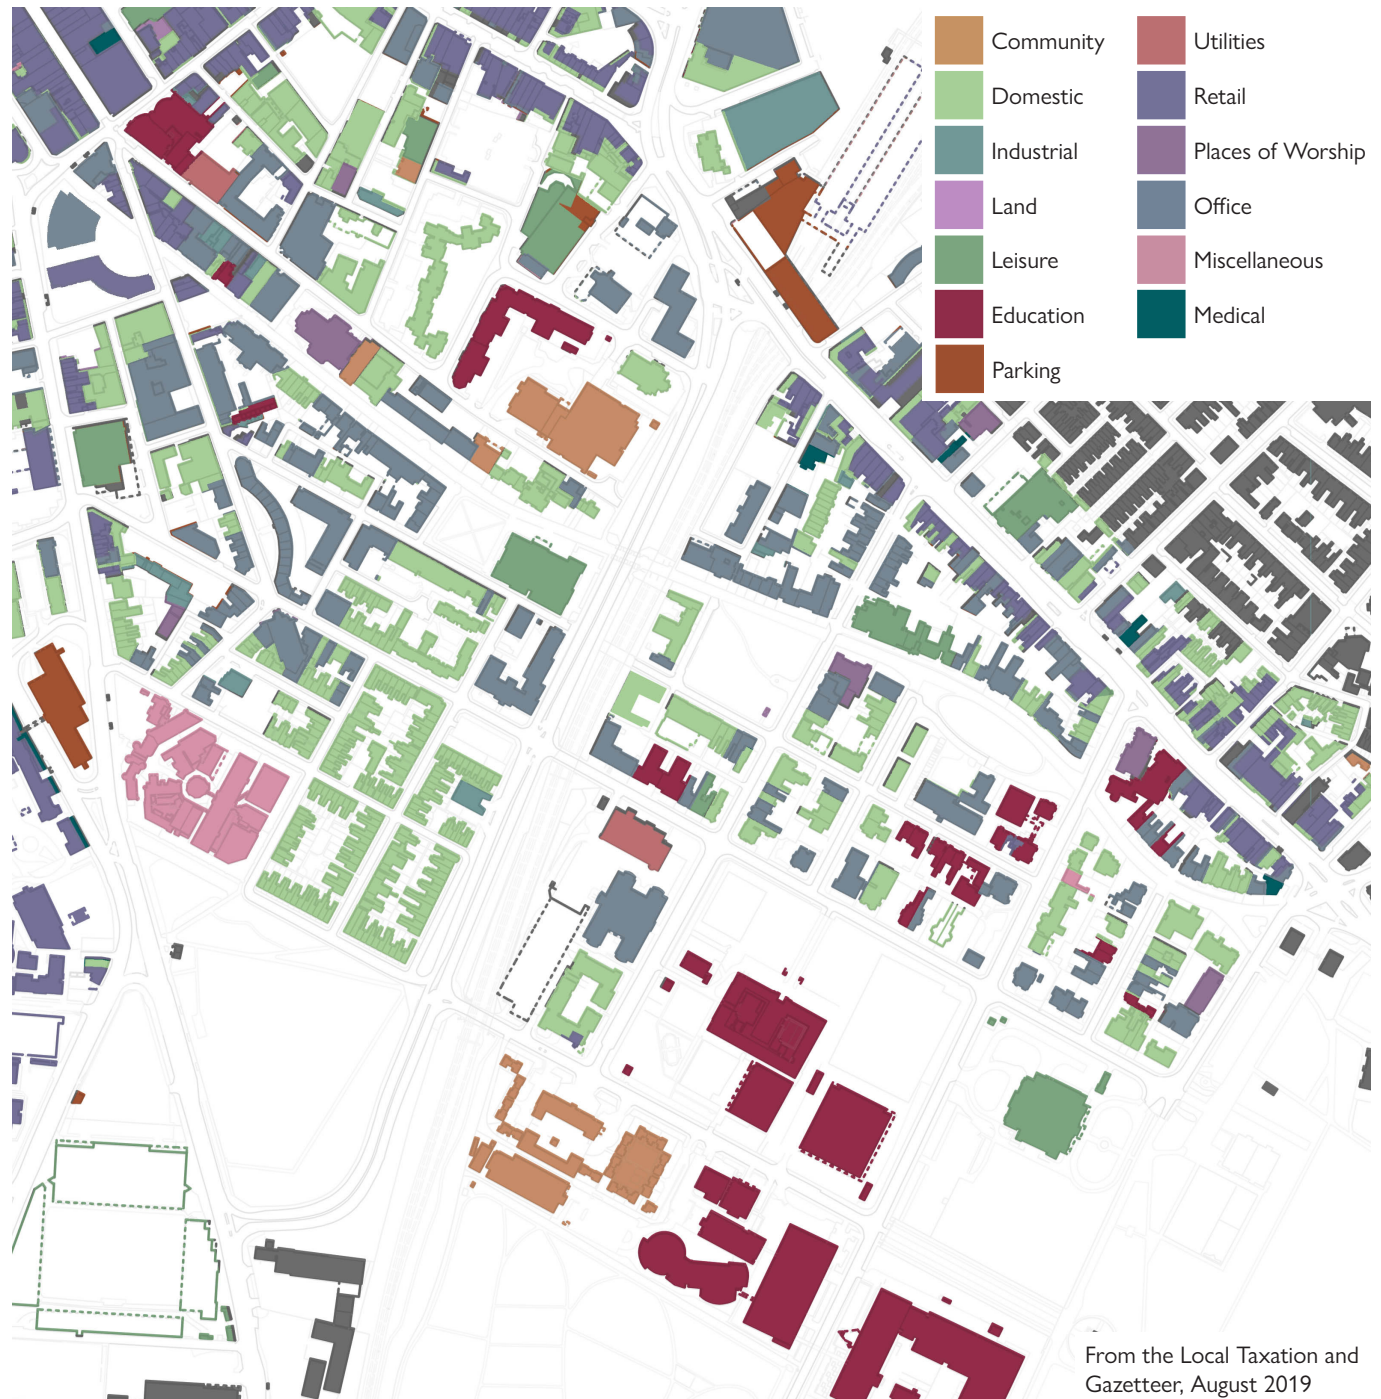 Community
Domestic
Industrial
Land
Leisure
Education
Parking
Utilities
Retail
Places of Worship
Office
Miscellaneous
Medical
From the Local Taxation and
Gazetteer, August 2019